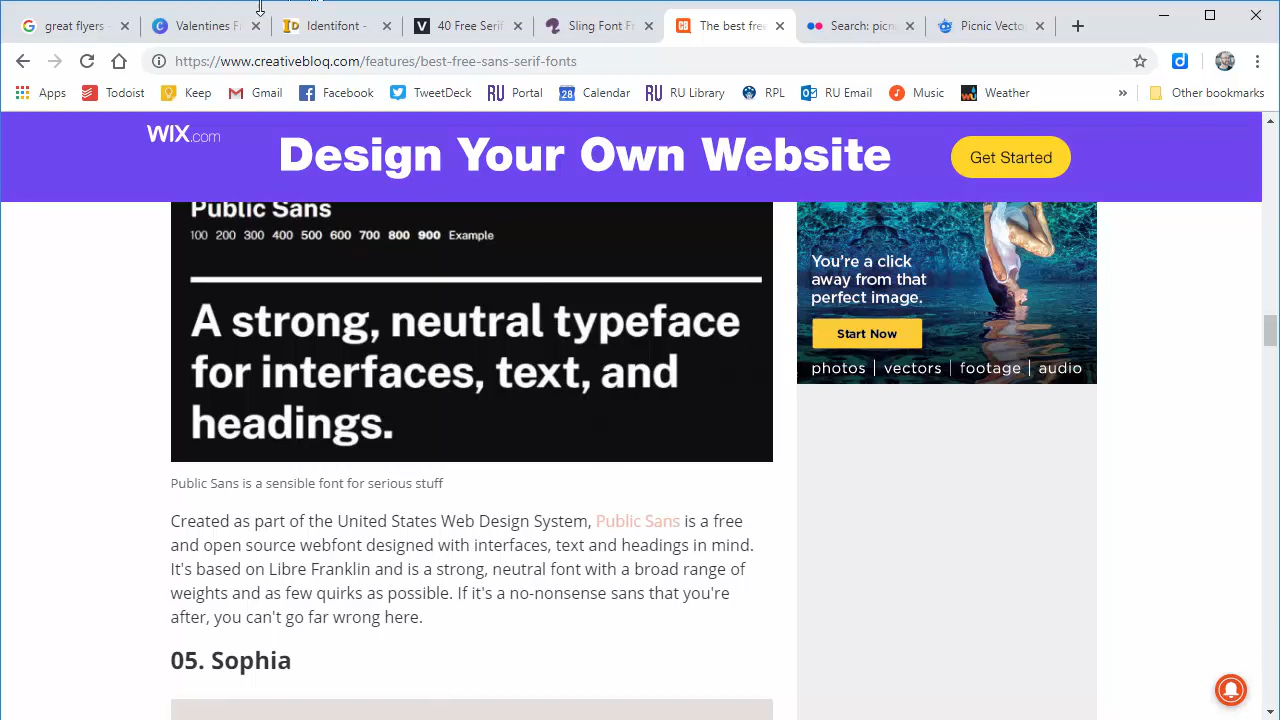 great flyers
Valentines F
Identifont -
40 Free Serif
Sling Font Fr
The best free
Search: picn
Picnic Vecto
https://www.creativebloq.com/features/best-free-sans-serif-fonts
Apps
Todoist
Keep
Gmail
Facebook
TweetDeck
RU Portal
28 Calendar
RU RU Library
RPL
RU Email
Music
Weather
»
Other bookmarks
WIX.com
Design Your Own Website
Get Started
Public Sans
100 200 300 400 500 600 700 800 900 Example
A strong, neutral typeface
for interfaces, text, and
headings.
You're a click
away from that
perfect image.
Start Now
photos | vectors | footage | audio
Public Sans is a sensible font for serious stuff
Created as part of the United States Web Design System, Public Sans is a free
and open source webfont designed with interfaces, text and headings in mind.
It's based on Libre Franklin and is a strong, neutral font with a broad range of
weights and as few quirks as possible. If it's a no-nonsense sans that you're
after, you can't go far wrong here.
05. Sophia